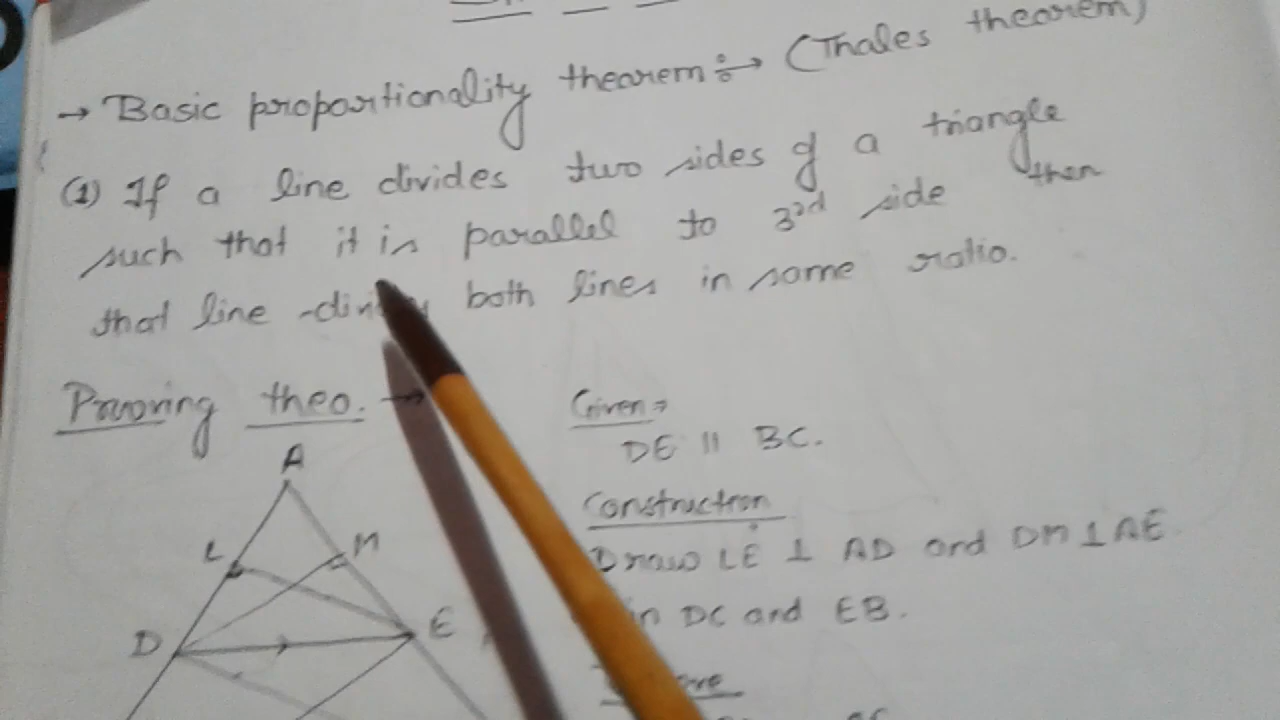 → Basic proportionality theorem÷→ (Thales theorem)
(1) If a line divides two sides of a triangle
such that it is parallel to 3rd side then
that line both lines in same ratio.
Prooving theo. →
Given ⇒
DE || BC.
Construction
Draw LE ⊥ AD and DM ⊥ AE
DC and EB.
A
L
M
D
E